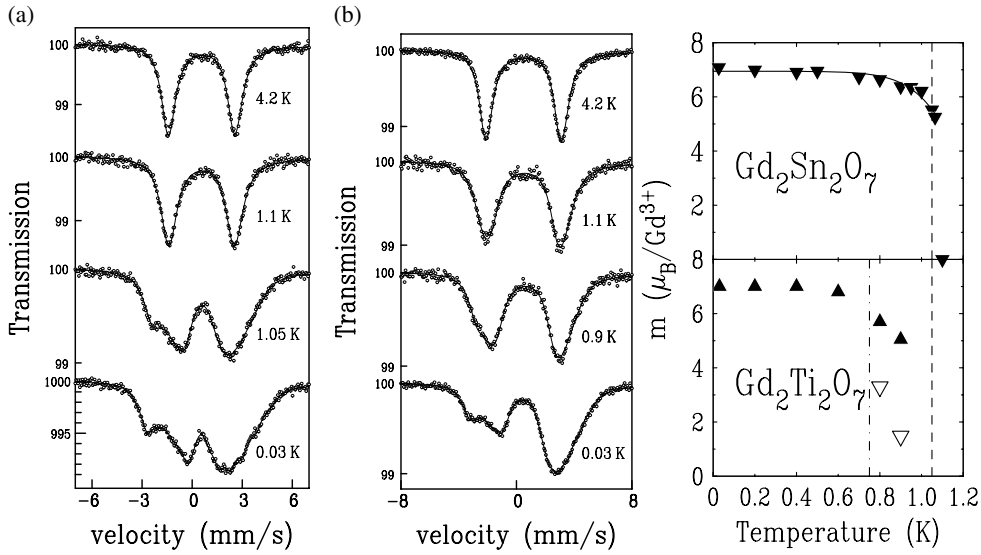 (a)
Transmission
100
99
4.2 K
100
99
1.1 K
100
99
1.05 K
1000
995
0.03 K
−6 −3 0 3 6
velocity (mm/s)
(b)
Transmission
100
99
4.2 K
100
99
1.1 K
100
99
0.9 K
100
99
0.03 K
−8 0 8
velocity (mm/s)
m (μB/Gd3+)
8
6
4
2
0
Gd2Sn2O7
8
6
4
2
0
Gd2Ti2O7
0 0.2 0.4 0.6 0.8 1.0 1.2
Temperature (K)